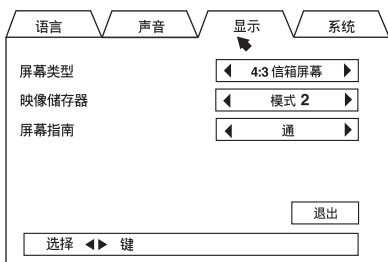 语言 声音 显示 系统
屏幕类型 ◀ 4:3 信箱屏幕 ▶
映像储存器 ◀ 模式 2 ▶
屏幕指南 ◀ 通 ▶
退出
选择 ◀▶ 键